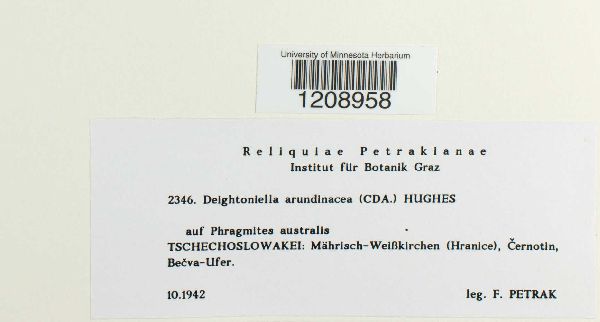 University of Minnesota Herbarium
1208958
Reliquiae Petrakianae
Institut für Botanik Graz
2346. Deightoniella arundinacea (CDA.) HUGHES
auf Phragmites australis
TSCHECHOSLOWAKEI: Mährisch-Weißkirchen (Hranice), Černotin,
Bečva-Ufer.
10.1942 leg. F. PETRAK